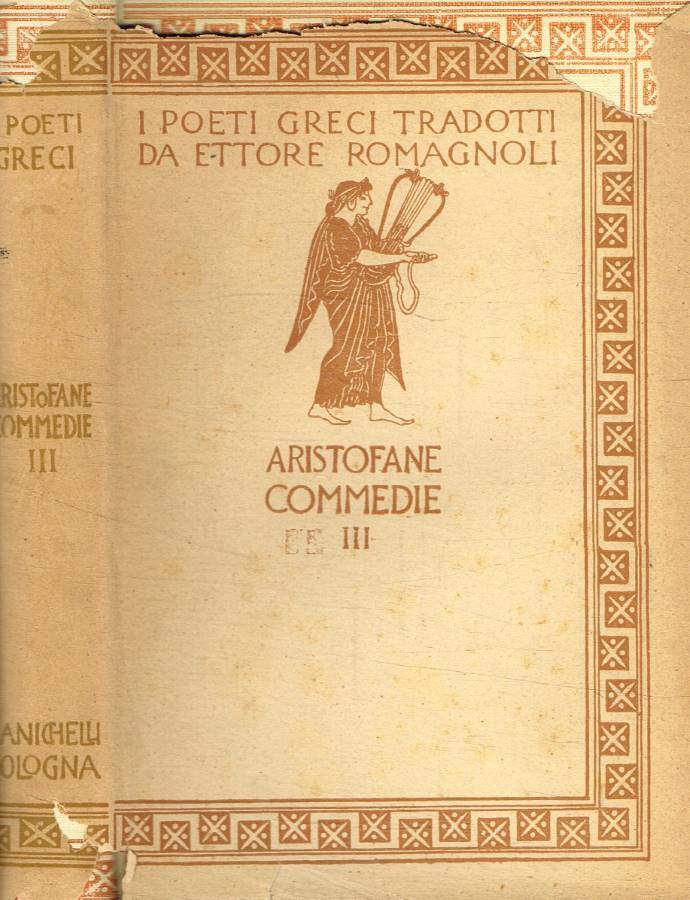 I POETI GRECI TRADOTTI
DA ETTORE ROMAGNOLI
ARISTOFANE
COMMEDIE
III
POETI
GRECI
ARISTOFANE
COMMEDIE
III
ANICHELLI
OLOGNA